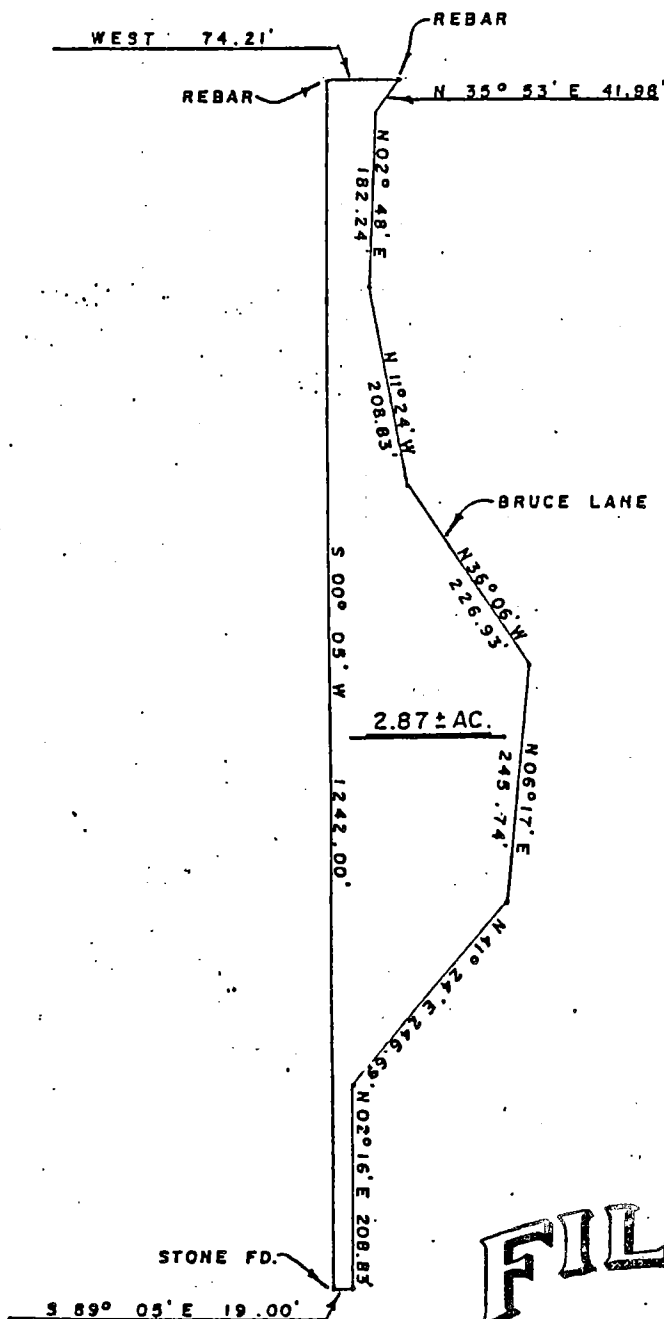 REBAR
WEST 74.21'
REBAR
N 35° 53' E 41.98'
N 02° 48' E
182.24'
N 11° 24' W
208.83'
BRUCE LANE
N 36° 06' W
226.93'
S 00° 05' W 1242.00'
2.87 ± AC.
N 06° 17' E
245.74'
N 41° 24' E 246.69'
N 02° 16' E 208.83'
STONE FD.
S 89° 05' E 19.00'
FIL